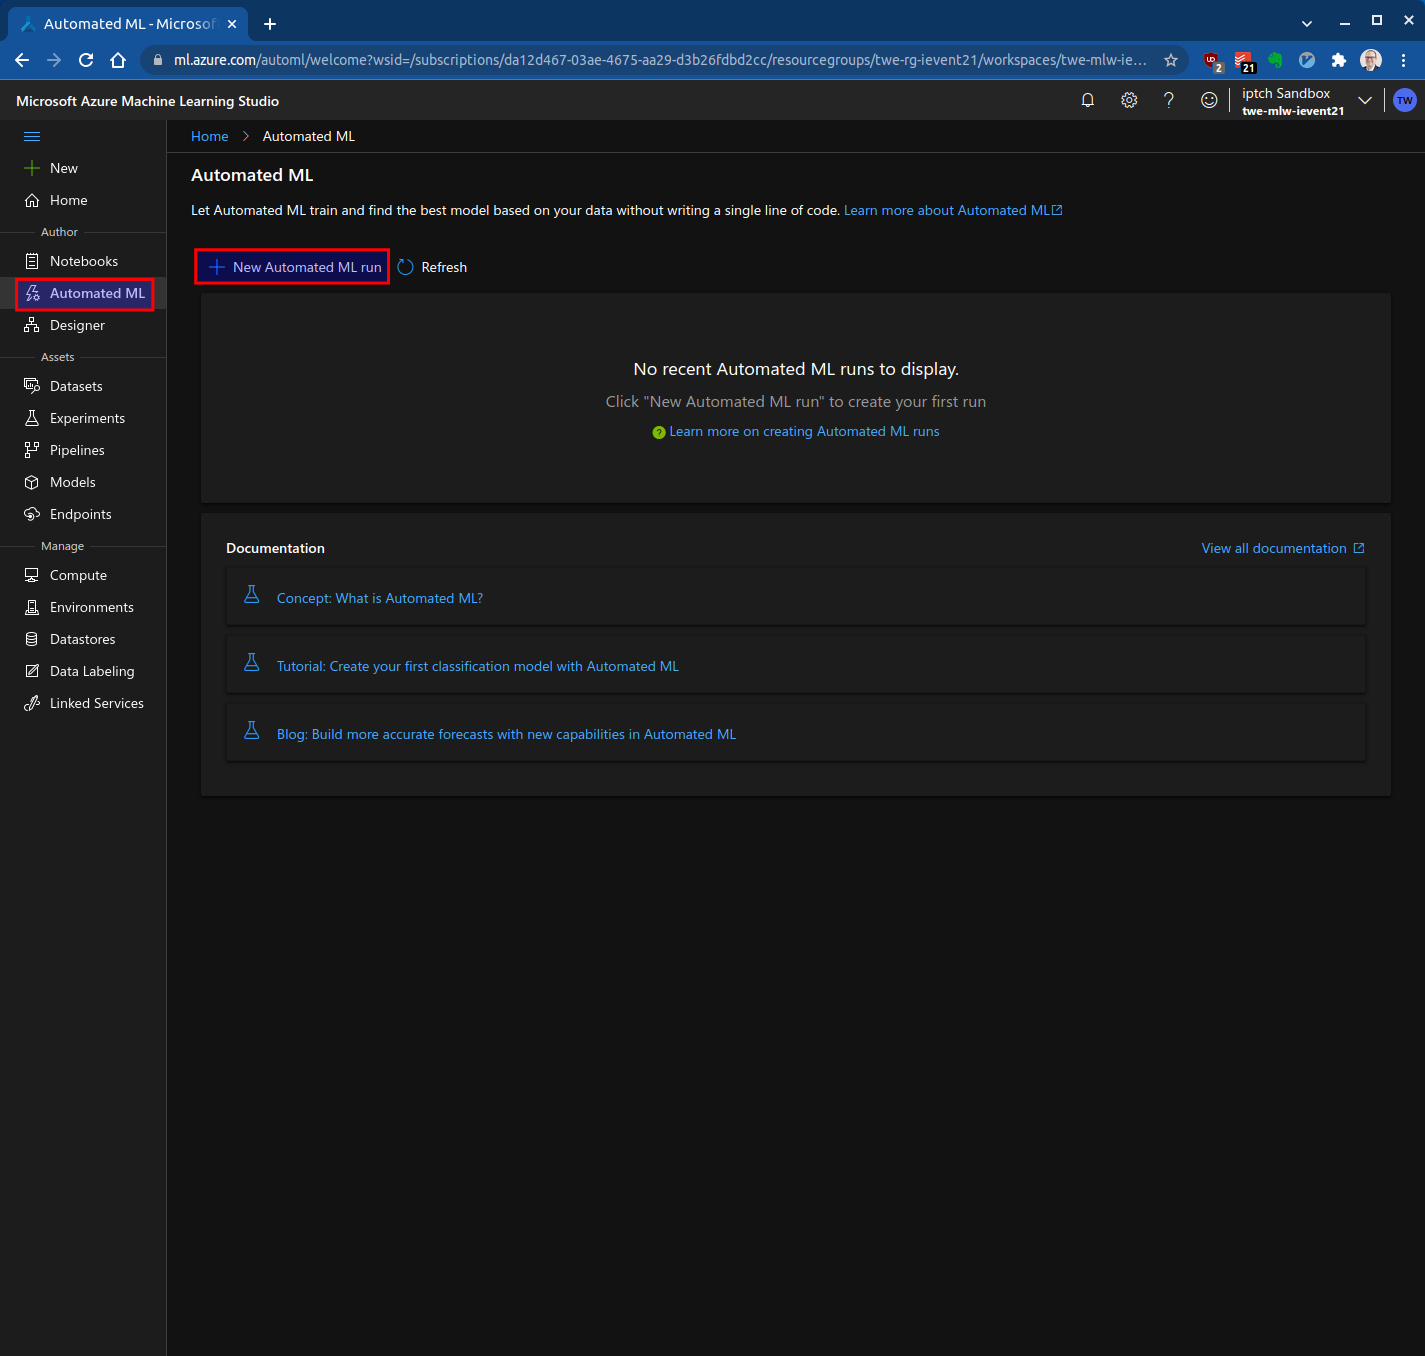 Automated ML - Microsof
ml.azure.com/automl/welcome?wsid=/subscriptions/da12d467-03ae-4675-aa29-d3b26fdbd2cc/resourcegroups/twe-rg-ievent21/workspaces/twe-mlw-ie...
2
21
Microsoft Azure Machine Learning Studio
iptch Sandbox
twe-mlw-ievent21
TW
Home
Automated ML
New
Home
Author
Notebooks
Automated ML
Designer
Assets
Datasets
Experiments
Pipelines
Models
Endpoints
Manage
Compute
Environments
Datastores
Data Labeling
Linked Services
Automated ML
Let Automated ML train and find the best model based on your data without writing a single line of code. Learn more about Automated ML
New Automated ML run
Refresh
No recent Automated ML runs to display.
Click "New Automated ML run" to create your first run
Learn more on creating Automated ML runs
Documentation
View all documentation
Concept: What is Automated ML?
Tutorial: Create your first classification model with Automated ML
Blog: Build more accurate forecasts with new capabilities in Automated ML